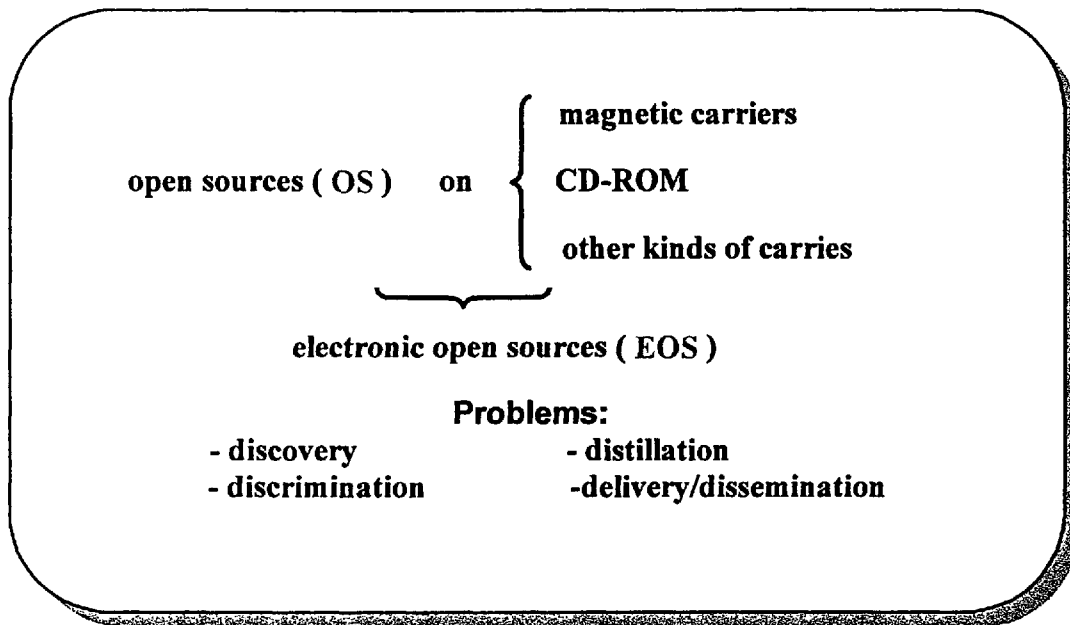 magnetic carriers
open sources ( OS ) on CD-ROM
other kinds of carries
electronic open sources ( EOS )
Problems:
- discovery - distillation
- discrimination -delivery/dissemination